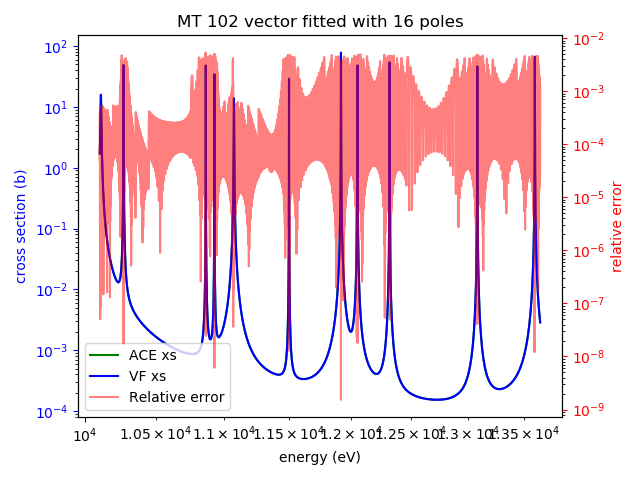 MT 102 vector fitted with 16 poles
10² 10⁻²
10¹ 10⁻³
10⁰ 10⁻⁴
10⁻¹ 10⁻⁵
10⁻² 10⁻⁶
10⁻³ 10⁻⁷
10⁻⁴ 10⁻⁸
10⁻⁹
cross section (b)
relative error
ACE xs
VF xs
Relative error
10⁴ 1.05 × 10⁴ 1.1 × 10⁴ 1.15 × 10⁴ 1.2 × 10⁴ 1.25 × 10⁴ 1.3 × 10⁴ 1.35 × 10⁴
energy (eV)